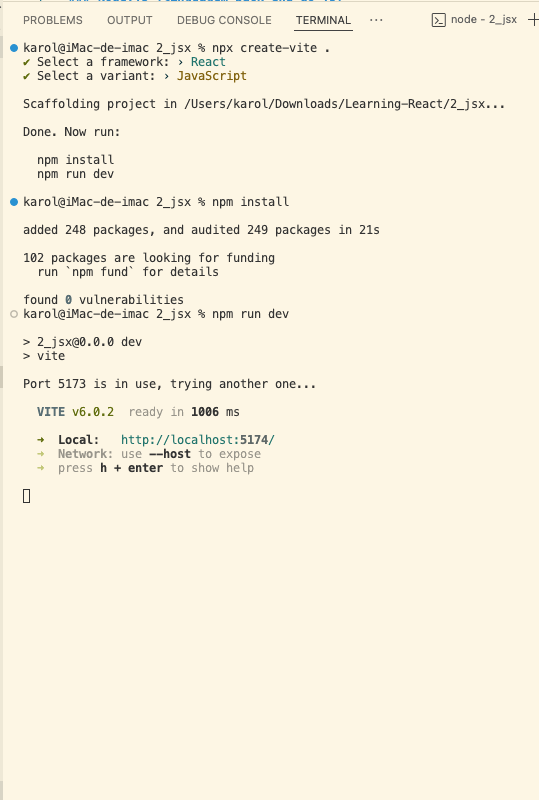 PROBLEMS OUTPUT DEBUG CONSOLE TERMINAL ··· node - 2_jsx +
karol@iMac-de-imac 2_jsx % npx create-vite .
✔ Select a framework: › React
✔ Select a variant: › JavaScript
Scaffolding project in /Users/karol/Downloads/Learning-React/2_jsx...
Done. Now run:
npm install
npm run dev
karol@iMac-de-imac 2_jsx % npm install
added 248 packages, and audited 249 packages in 21s
102 packages are looking for funding
run `npm fund` for details
found 0 vulnerabilities
karol@iMac-de-imac 2_jsx % npm run dev
> 2_jsx@0.0.0 dev
> vite
Port 5173 is in use, trying another one...
VITE v6.0.2 ready in 1006 ms
➜ Local: http://localhost:5174/
➜ Network: use --host to expose
➜ press h + enter to show help